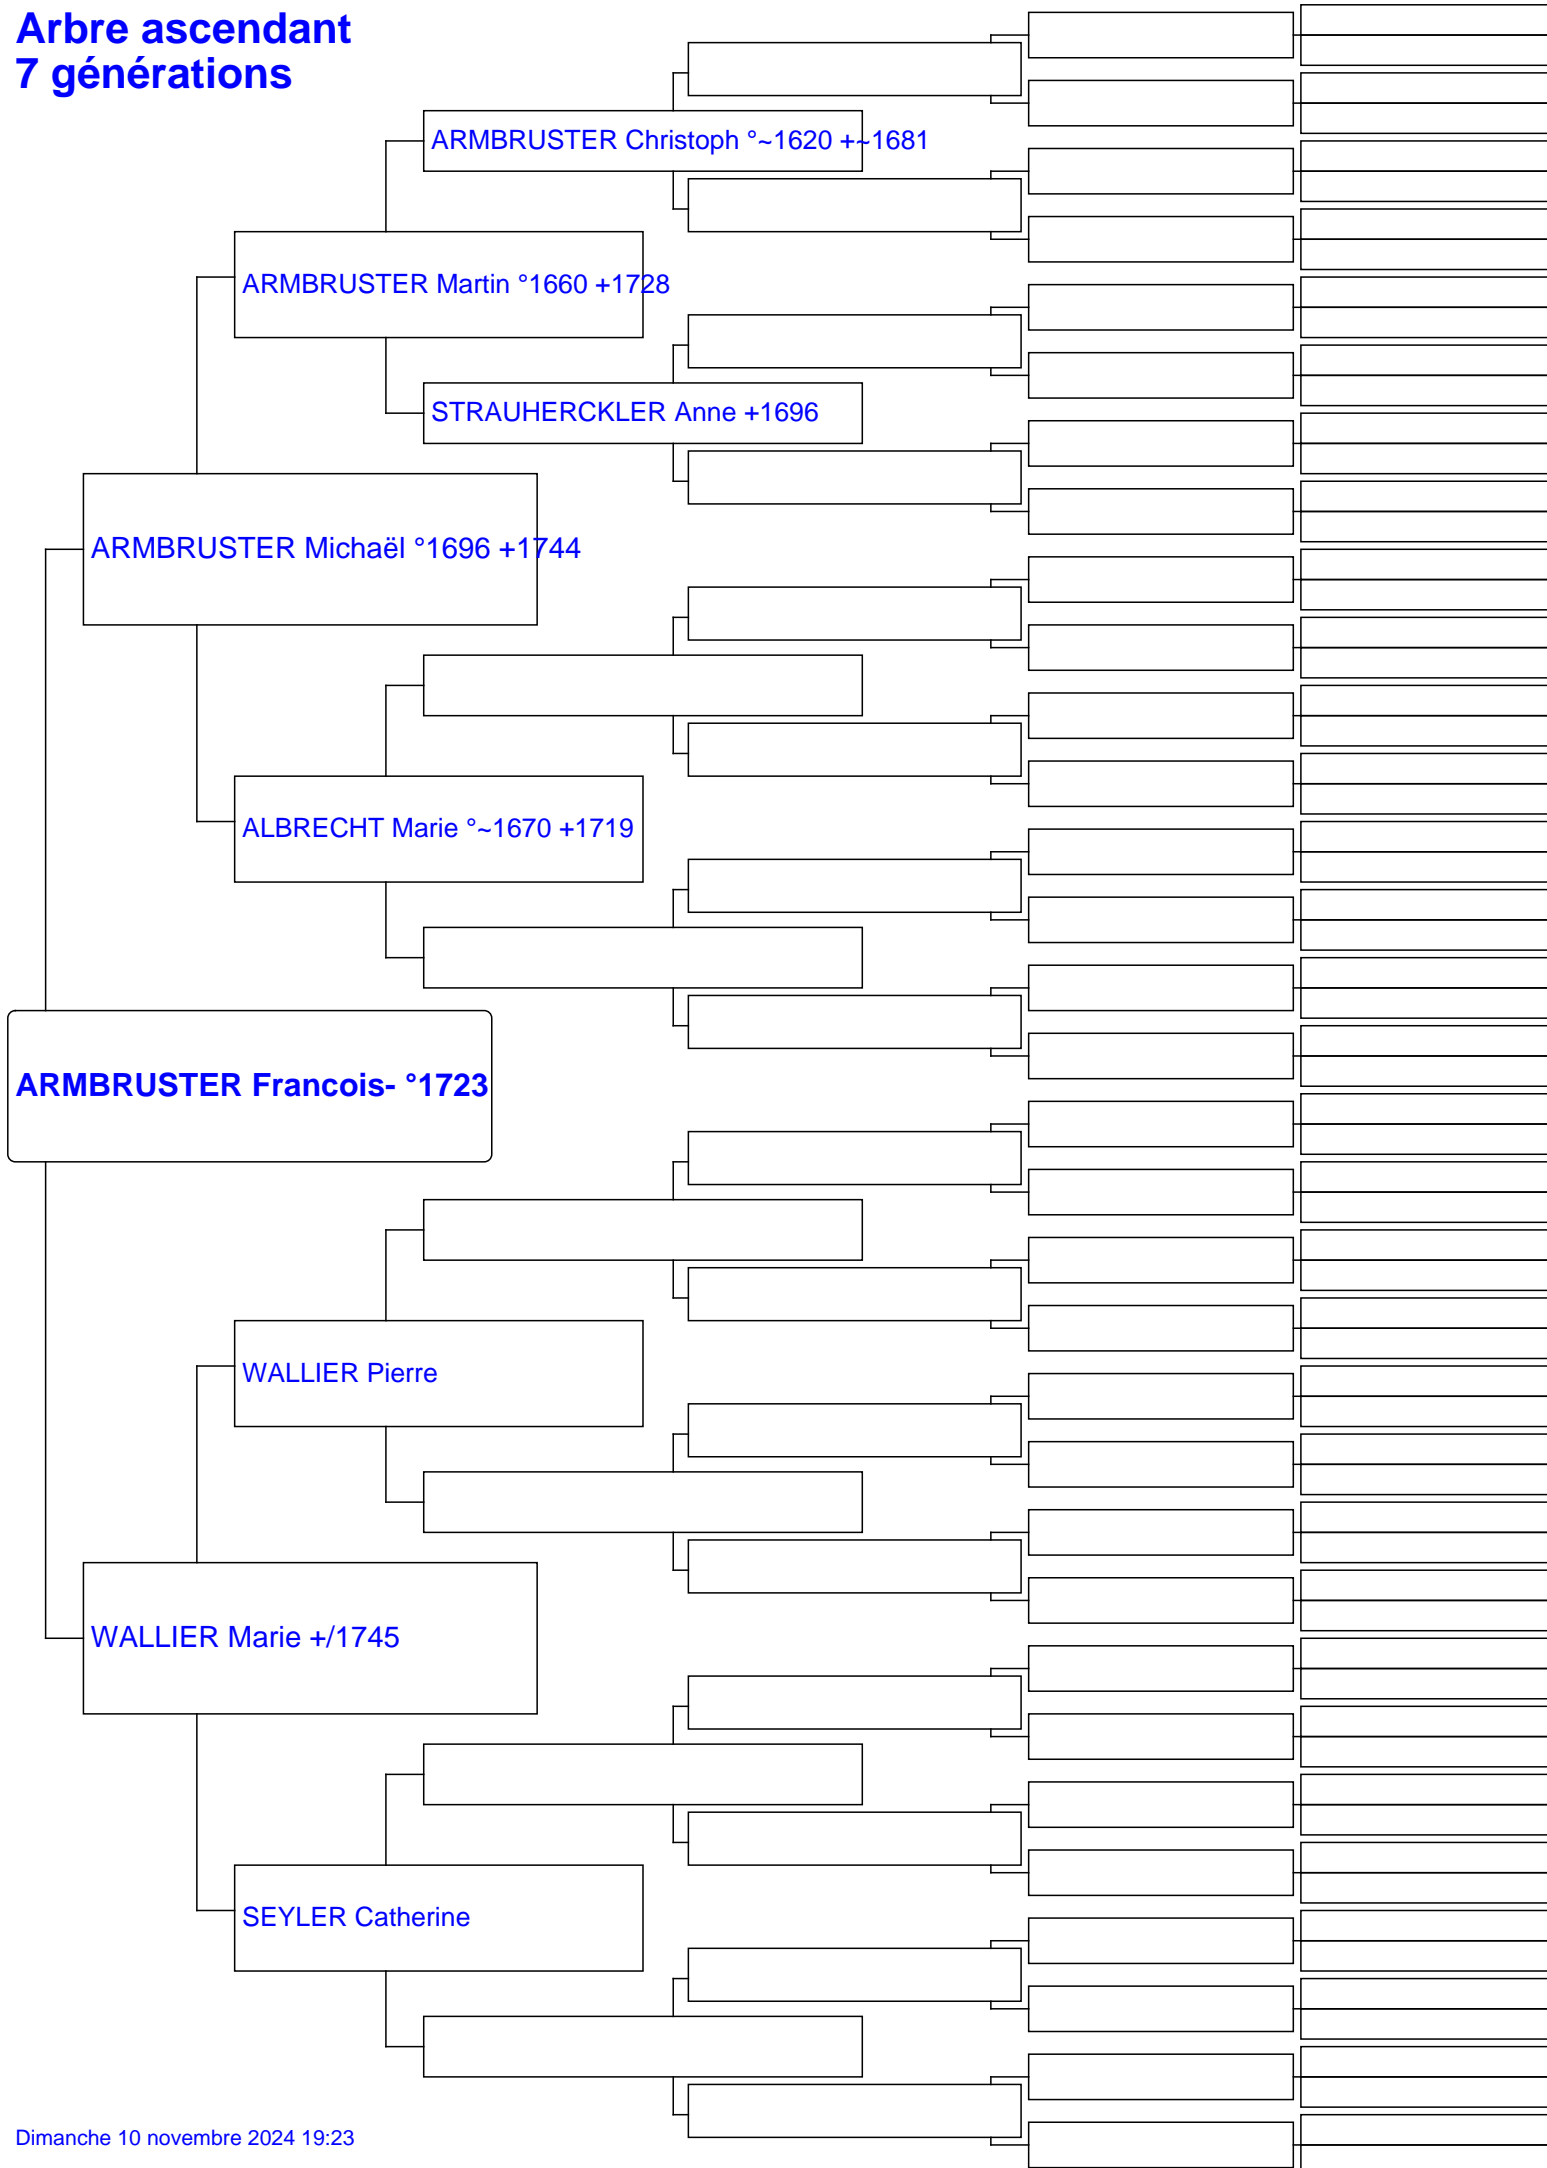 Arbre ascendant
7 générations
ARMBRUSTER Christoph °~1620 +~1681
ARMBRUSTER Martin °1660 +1728
STRAUHERCKLER Anne +1696
ARMBRUSTER Michaël °1696 +1744
ALBRECHT Marie °~1670 +1719
ARMBRUSTER Francois- °1723
WALLIER Pierre
WALLIER Marie +/1745
SEYLER Catherine
Dimanche 10 novembre 2024 19:23